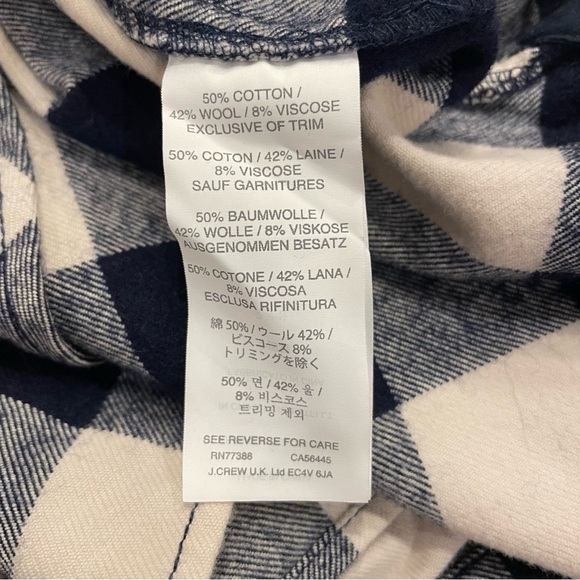 50% COTTON /
42% WOOL / 8% VISCOSE
EXCLUSIVE OF TRIM
50% COTON / 42% LAINE /
8% VISCOSE
SAUF GARNITURES
50% BAUMWOLLE /
42% WOLLE / 8% VISKOSE
AUSGENOMMEN BESATZ
50% COTONE / 42% LANA /
8% VISCOSA
ESCLUSA RIFINITURA
綿 50% / ウール 42% /
ビスコース 8%
トリミングを除く
50% 면 / 42% 울 /
8% 비스코스
트리밍 제외
SEE REVERSE FOR CARE
RN77388 CA56445
J.CREW U.K. Ltd EC4V 6JA